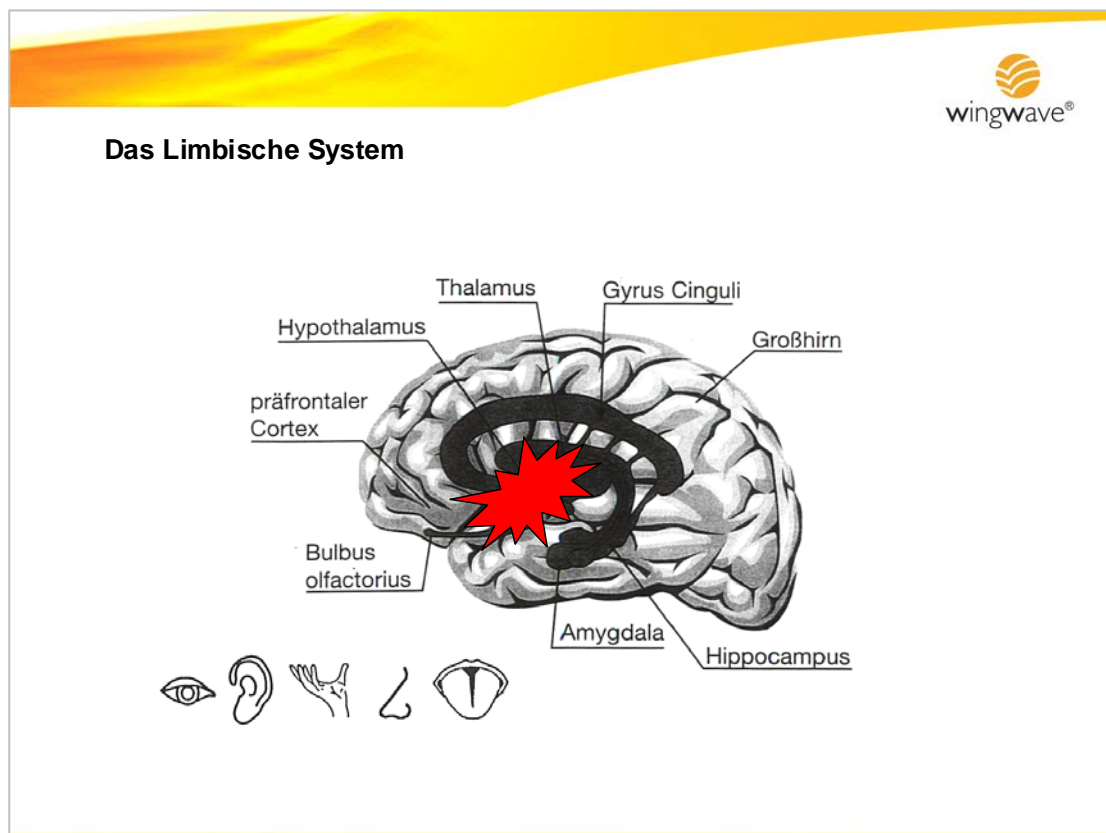 wingwave®
Das Limbische System
Thalamus
Gyrus Cinguli
Hypothalamus
Großhirn
präfrontaler
Cortex
Bulbus
olfactorius
Amygdala
Hippocampus